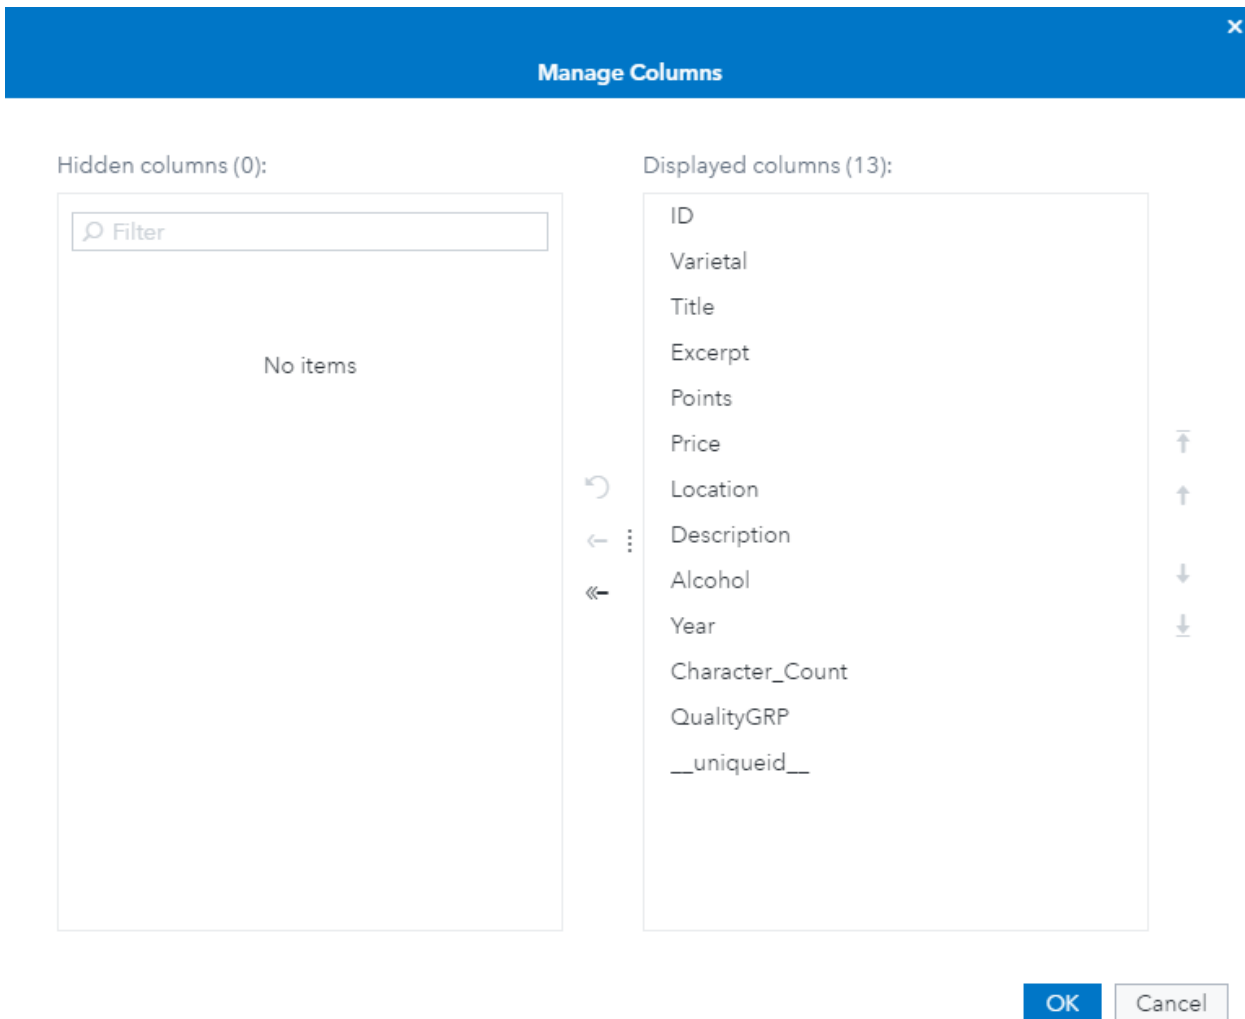 Manage Columns
Hidden columns (0):
Filter
No items
Displayed columns (13):
ID
Varietal
Title
Excerpt
Points
Price
Location
Description
Alcohol
Year
Character_Count
QualityGRP
__uniqueid__
OK
Cancel